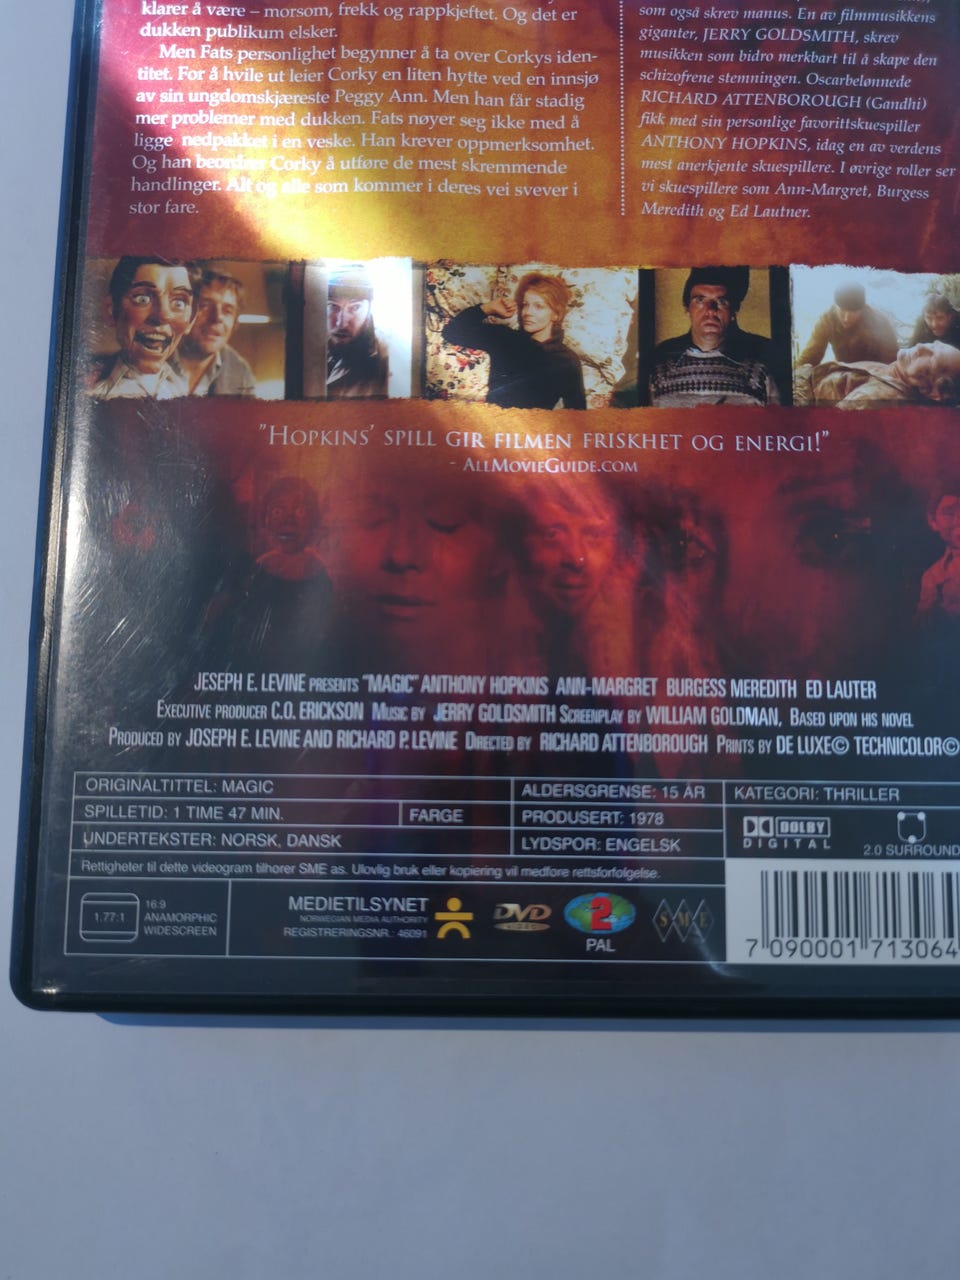 klarer å være – morsom, frekk og rappkjeftet. Og det er
dukken publikum elsker.
Men Fats personlighet begynner å ta over Corkys iden-
titet. For å hvile ut leier Corky en liten hytte ved en innsjø
av sin ungdomskjæreste Peggy Ann. Men han får stadig
mer problemer med dukken. Fats nøyer seg ikke med å
ligge nedpakket i en veske. Han krever oppmerksomhet.
Og han beordrer Corky å utføre de mest skremmende
handlinger. Alt og alle som kommer i deres vei svever i
stor fare.
som også skrev manus. En av filmmusikkens
giganter, JERRY GOLDSMITH, skrev
musikken som bidro merkbart til å skape den
schizofrene stemningen. Oscarbelønnede
RICHARD ATTENBOROUGH (Gandhi)
fikk med sin personlige favorittskuespiller
ANTHONY HOPKINS, idag en av verdens
mest anerkjente skuespillere. I øvrige roller ser
vi skuespillere som Ann-Margret, Burgess
Meredith og Ed Lautner.
"HOPKINS' SPILL GIR FILMEN FRISKHET OG ENERGI!"
- ALLMOVIEGUIDE.COM
JESEPH E. LEVINE PRESENTS "MAGIC" ANTHONY HOPKINS ANN-MARGRET BURGESS MEREDITH ED LAUTER
EXECUTIVE PRODUCER C.O. ERICKSON MUSIC BY JERRY GOLDSMITH SCREENPLAY BY WILLIAM GOLDMAN, BASED UPON HIS NOVEL
PRODUCED BY JOSEPH E. LEVINE AND RICHARD P. LEVINE DIRECTED BY RICHARD ATTENBOROUGH PRINTS BY DE LUXE© TECHNICOLOR©
ORIGINALTITTEL: MAGIC
SPILLETID: 1 TIME 47 MIN.
FARGE
UNDERTEKSTER: NORSK, DANSK
ALDERSGRENSE: 15 ÅR
PRODUSERT: 1978
LYDSPOR: ENGELSK
KATEGORI: THRILLER
DOLBY
DIGITAL
2.0 SURROUND
Rettigheter til dette videogram tilhører SME as. Ulovlig bruk eller kopiering vil medføre rettsforfølgelse.
1.77:1
16:9
ANAMORPHIC
WIDESCREEN
MEDIETILSYNET
NORWEGIAN MEDIA AUTHORITY
REGISTRERINGSNR.: 46091
DVD
VIDEO
2
PAL
SME
7 090001 713064